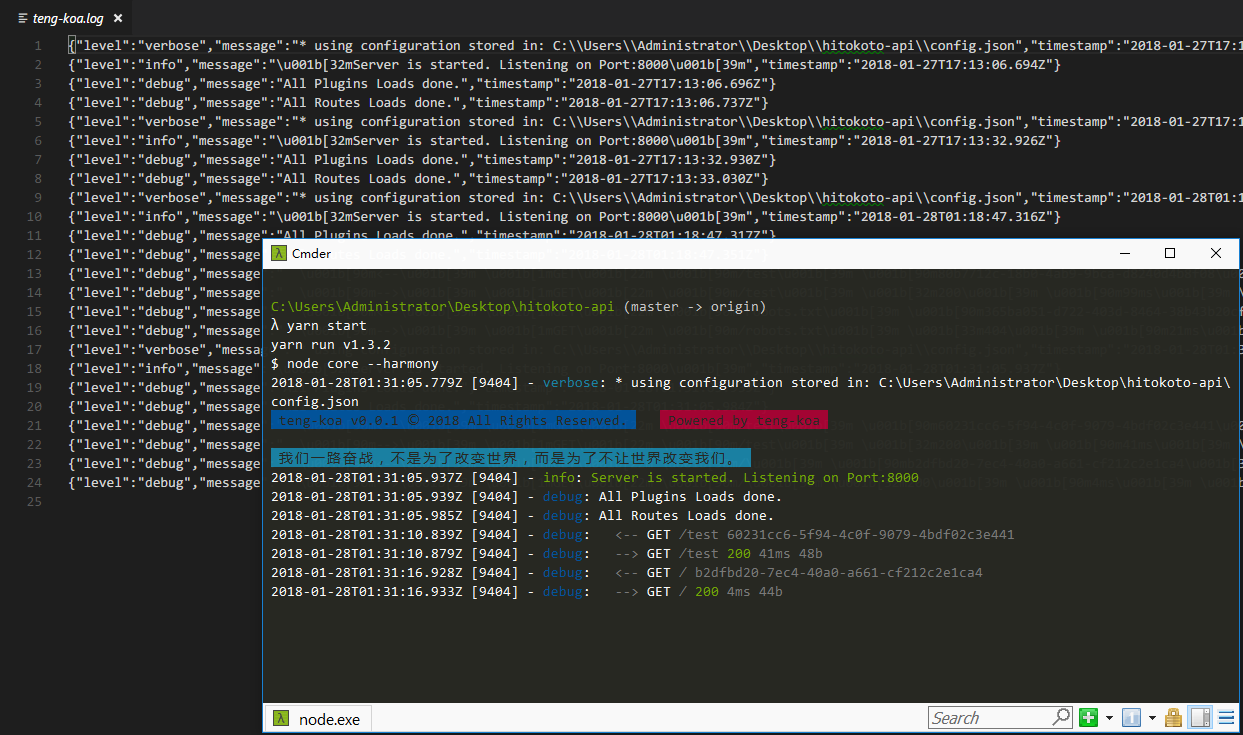 teng-koa.log
1 {"level":"verbose","message":"* using configuration stored in: C:\\Users\\Administrator\\Desktop\\hitokoto-api\\config.json","timestamp":"2018-01-27T17:1
2 {"level":"info","message":"\u001b[32mServer is started. Listening on Port:8000\u001b[39m","timestamp":"2018-01-27T17:13:06.694Z"}
3 {"level":"debug","message":"All Plugins Loads done.","timestamp":"2018-01-27T17:13:06.696Z"}
4 {"level":"debug","message":"All Routes Loads done.","timestamp":"2018-01-27T17:13:06.737Z"}
5 {"level":"verbose","message":"* using configuration stored in: C:\\Users\\Administrator\\Desktop\\hitokoto-api\\config.json","timestamp":"2018-01-27T17:1
6 {"level":"info","message":"\u001b[32mServer is started. Listening on Port:8000\u001b[39m","timestamp":"2018-01-27T17:13:32.926Z"}
7 {"level":"debug","message":"All Plugins Loads done.","timestamp":"2018-01-27T17:13:32.930Z"}
8 {"level":"debug","message":"All Routes Loads done.","timestamp":"2018-01-27T17:13:33.030Z"}
9 {"level":"verbose","message":"* using configuration stored in: C:\\Users\\Administrator\\Desktop\\hitokoto-api\\config.json","timestamp":"2018-01-28T01:1
10 {"level":"info","message":"\u001b[32mServer is started. Listening on Port:8000\u001b[39m","timestamp":"2018-01-28T01:18:47.316Z"}
11 {"level":"debug","message":"All Plugins Loads done.","timestamp":"2018-01-28T01:18:47.317Z"}
12 {"level":"debug","message"
13 {"level":"debug","message"
14 {"level":"debug","message"
15 {"level":"debug","message"
16 {"level":"debug","message"
17 {"level":"verbose","messa
18 {"level":"info","message"
19 {"level":"debug","message"
20 {"level":"debug","message"
21 {"level":"debug","message"
22 {"level":"debug","message"
23 {"level":"debug","message"
24 {"level":"debug","message"
25
Cmder
C:\Users\Administrator\Desktop\hitokoto-api (master -> origin)
λ yarn start
yarn run v1.3.2
$ node core --harmony
2018-01-28T01:31:05.779Z [9404] - verbose: * using configuration stored in: C:\Users\Administrator\Desktop\hitokoto-api\
config.json
teng-koa v0.0.1 © 2018 All Rights Reserved. Powered by teng-koa
我们一路奋战，不是为了改变世界，而是为了不让世界改变我们。
2018-01-28T01:31:05.937Z [9404] - info: Server is started. Listening on Port:8000
2018-01-28T01:31:05.939Z [9404] - debug: All Plugins Loads done.
2018-01-28T01:31:05.985Z [9404] - debug: All Routes Loads done.
2018-01-28T01:31:10.839Z [9404] - debug: <-- GET /test 60231cc6-5f94-4c0f-9079-4bdf02c3e441
2018-01-28T01:31:10.879Z [9404] - debug: --> GET /test 200 41ms 48b
2018-01-28T01:31:16.928Z [9404] - debug: <-- GET / b2dfbd20-7ec4-40a0-a661-cf212c2e1ca4
2018-01-28T01:31:16.933Z [9404] - debug: --> GET / 200 4ms 44b
λ node.exe
Search